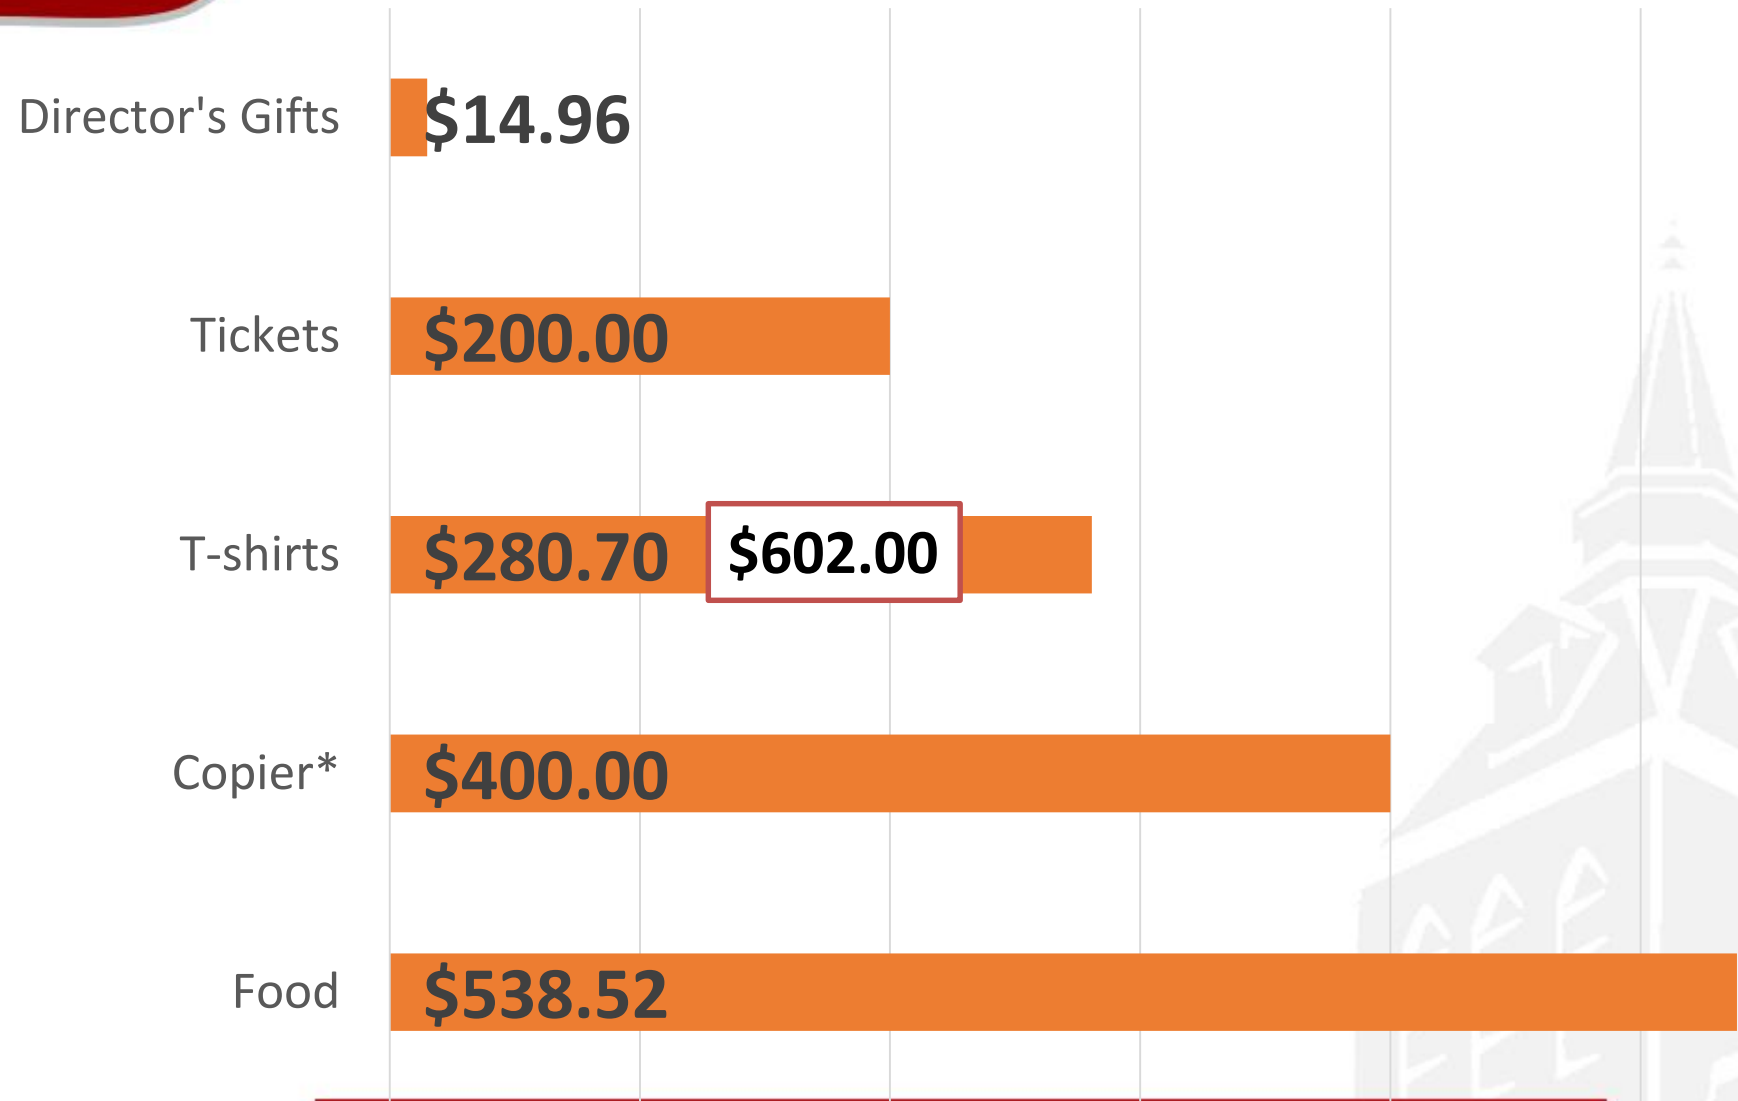 Director's Gifts $14.96
Tickets $200.00
T-shirts $280.70 $602.00
Copier* $400.00
Food $538.52